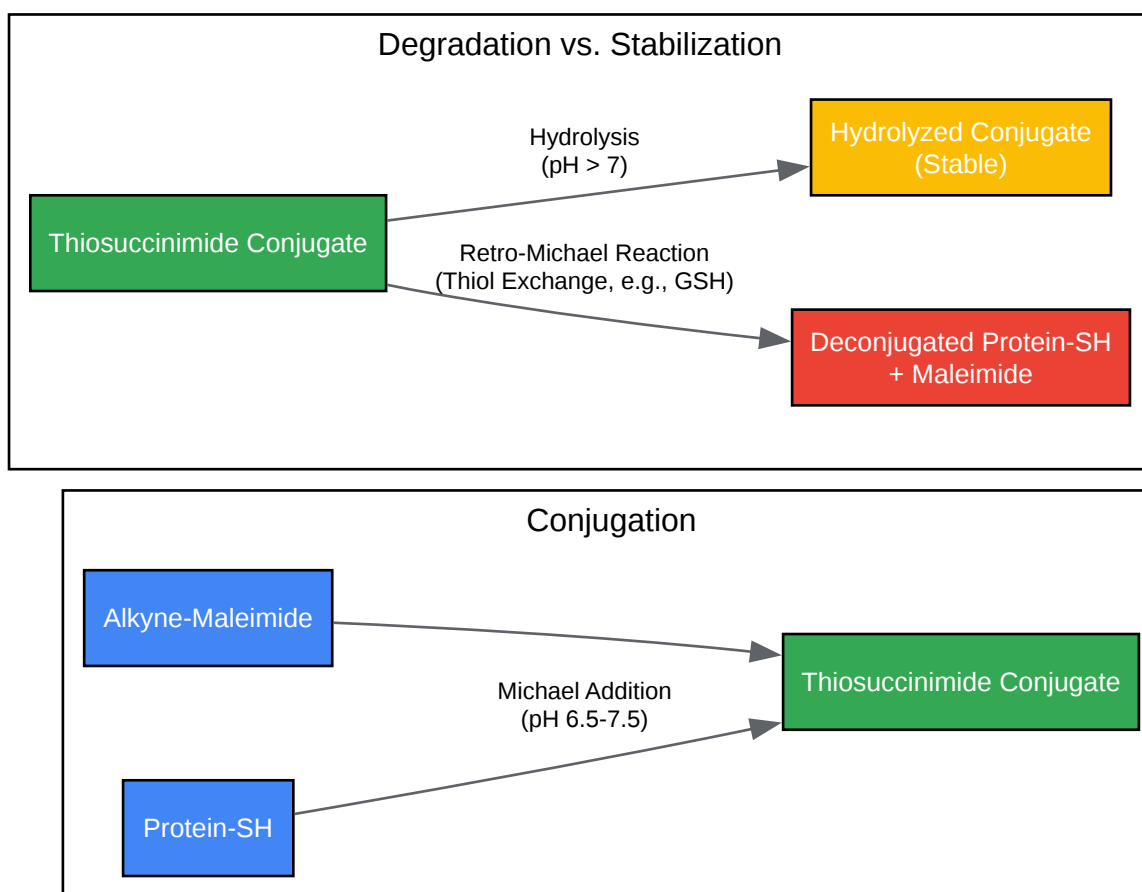 Degradation vs. Stabilization
Hydrolysis
(pH > 7)
Hydrolyzed Conjugate
(Stable)
Thiosuccinimide Conjugate
Retro-Michael Reaction
(Thiol Exchange, e.g., GSH)
Deconjugated Protein-SH
+ Maleimide
Conjugation
Alkyne-Maleimide
Thiosuccinimide Conjugate
Michael Addition
(pH 6.5-7.5)
Protein-SH